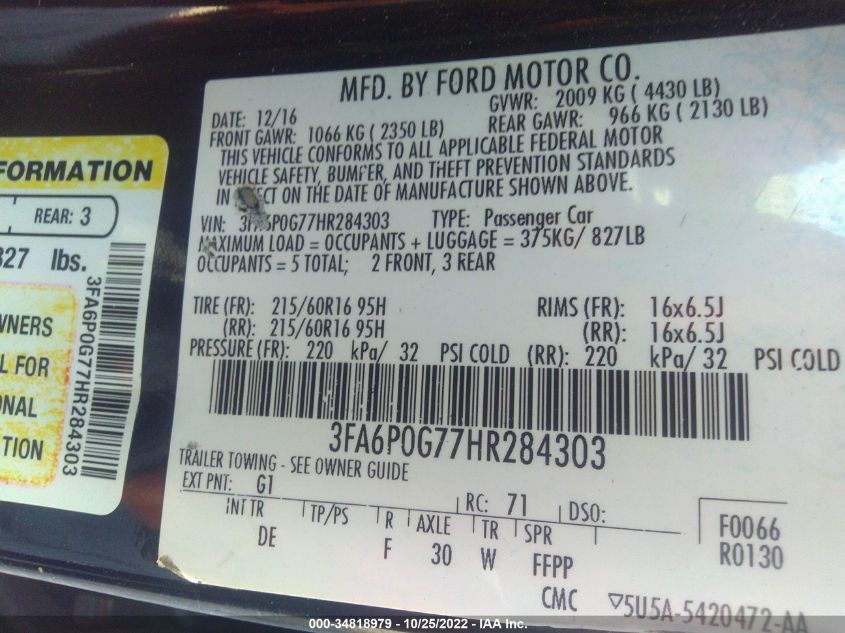 MFD. BY FORD MOTOR CO.
DATE: 12/16 GVWR: 2009 KG ( 4430 LB)
FRONT GAWR: 1066 KG ( 2350 LB) REAR GAWR: 966 KG ( 2130 LB)
THIS VEHICLE CONFORMS TO ALL APPLICABLE FEDERAL MOTOR
VEHICLE SAFETY, BUMPER, AND THEFT PREVENTION STANDARDS
IN EFFECT ON THE DATE OF MANUFACTURE SHOWN ABOVE.
VIN: 3FA6P0G77HR284303 TYPE: Passenger Car
MAXIMUM LOAD = OCCUPANTS + LUGGAGE = 375KG/ 827LB
OCCUPANTS = 5 TOTAL; 2 FRONT, 3 REAR
TIRE (FR): 215/60R16 95H RIMS (FR): 16x6.5J
(RR): 215/60R16 95H (RR): 16x6.5J
PRESSURE (FR): 220 kPa/ 32 PSI COLD (RR): 220 kPa/ 32 PSI COLD
3FA6P0G77HR284303
TRAILER TOWING - SEE OWNER GUIDE
EXT PNT: G1 RC: 71 DSO:
INT TR TP/PS R AXLE TR SPR F0066
DE F 30 W FFPP R0130
CMC 5U5A-5420472-AA
FORMATION
REAR: 3
827 lbs.
WNERS
L FOR
ONAL
TION
3FA6P0G77HR284303
000-34818979 - 10/25/2022 - IAA Inc.